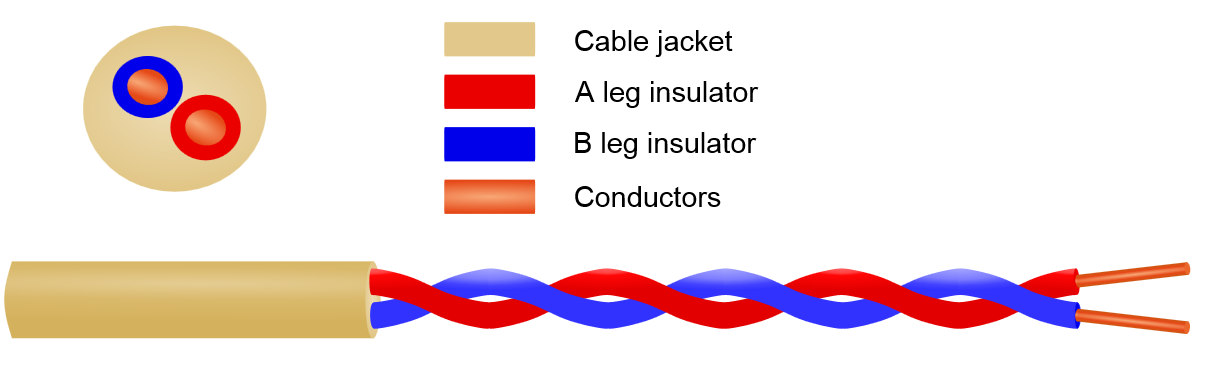 Cable jacket
A leg insulator
B leg insulator
Conductors